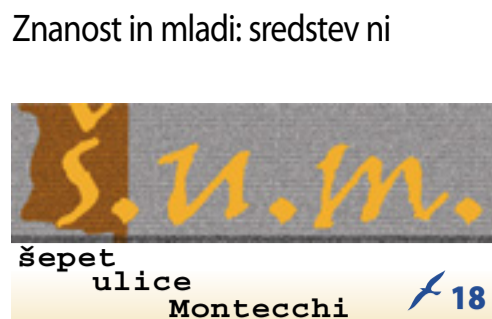 Znanost in mladi: sredstev ni
š.u.m.
šepet
ulice
Montecchi
18